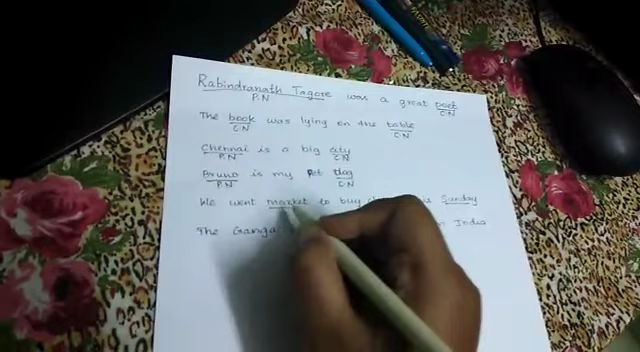 Rabindranath Tagore was a great poet
P.N C.N
The book was lying on the table
C.N C.N
Chennai is a big city
P.N C.N
Bruno is my pet dog
P.N C.N
We went market to buy Sunday
The Ganga India